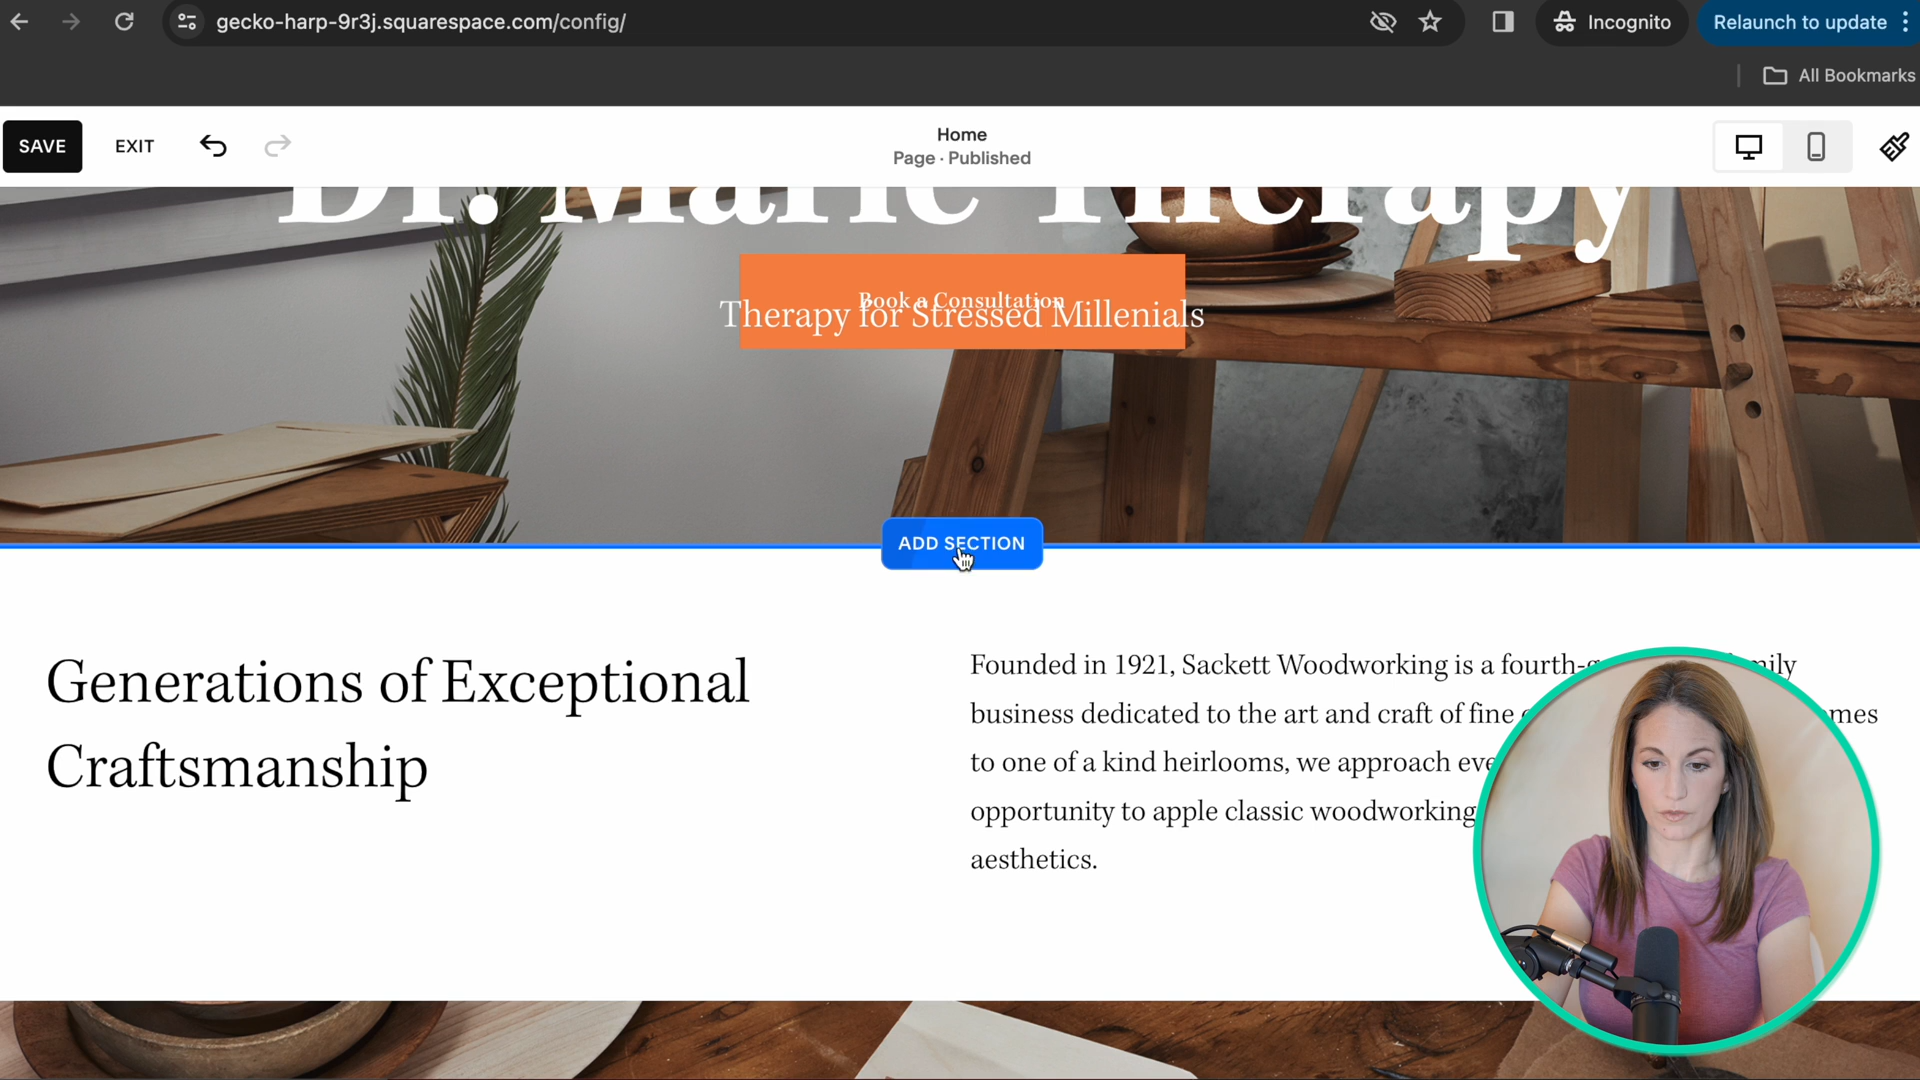 gecko-harp-9r3j.squarespace.com/config/
Incognito
Relaunch to update
All Bookmarks
SAVE
EXIT
Home
Page · Published
Dr. Marie Therapy
Book a Consultation
Therapy for Stressed Millenials
ADD SECTION
Generations of Exceptional
Craftsmanship
Founded in 1921, Sackett Woodworking is a
business dedicated to the art and craft of fine
to one of a kind heirlooms, we approach
opportunity to apple classic woodworking
aesthetics.